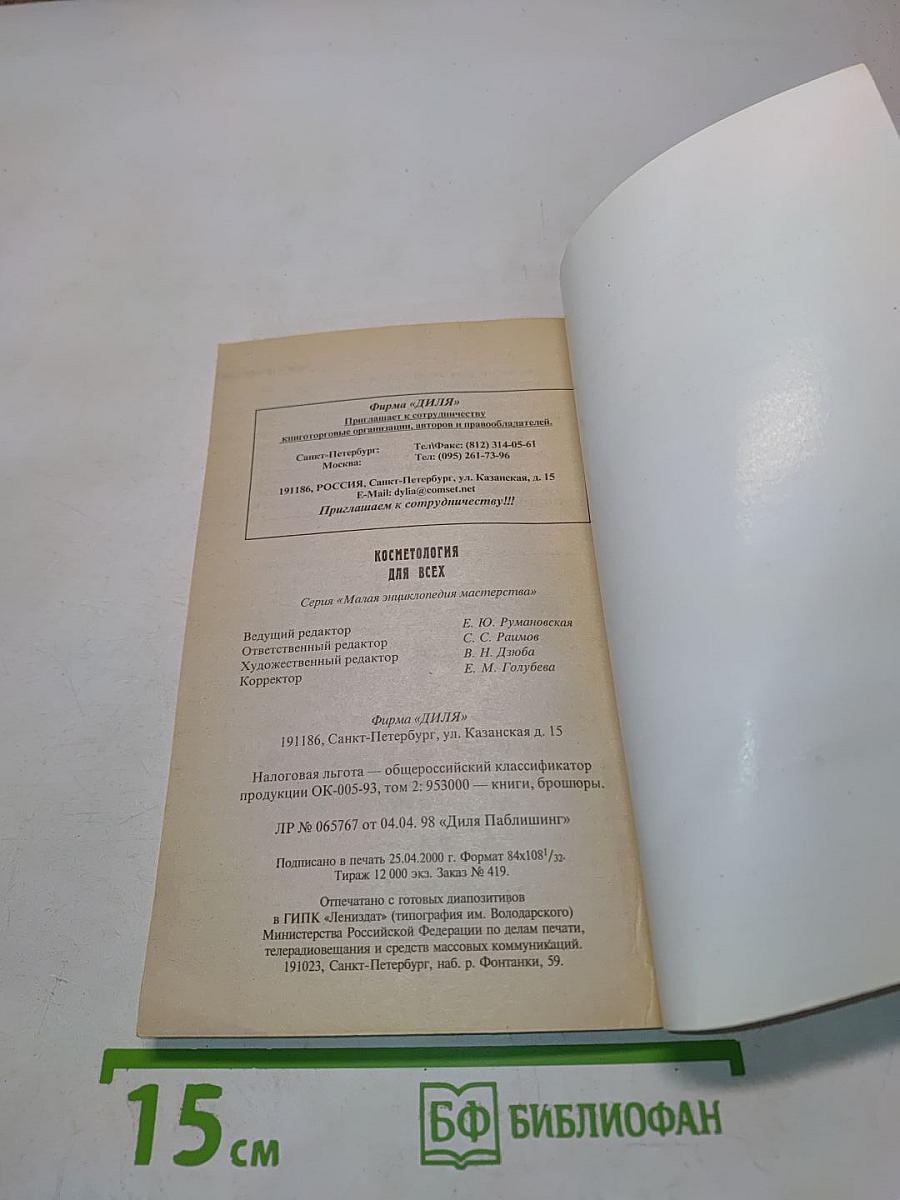 Фирма «ДИЛЯ»
Приглашает к сотрудничеству
книготорговые организации, авторов и правообладателей.
Санкт-Петербург: Тел\Факс: (812) 314-05-61
Москва: Тел: (095) 261-73-96
191186, РОССИЯ, Санкт-Петербург, ул. Казанская, д. 15
E-Mail: dylia@comset.net
Приглашаем к сотрудничеству!!!
КОСМЕТОЛОГИЯ
ДЛЯ ВСЕХ
Серия «Малая энциклопедия мастерства»
Ведущий редактор Е. Ю. Румановская
Ответственный редактор С. С. Раимов
Художественный редактор В. Н. Дзюба
Корректор Е. М. Голубева
Фирма «ДИЛЯ»
191186, Санкт-Петербург, ул. Казанская д. 15
Налоговая льгота — общероссийский классификатор
продукции ОК-005-93, том 2: 953000 — книги, брошюры.
ЛР № 065767 от 04.04. 98 «Диля Паблишинг»
Подписано в печать 25.04.2000 г. Формат 84х108¹/₃₂.
Тираж 12 000 экз. Заказ № 419.
Отпечатано с готовых диапозитивов
в ГИПК «Лениздат» (типография им. Володарского)
Министерства Российской Федерации по делам печати,
телерадиовещания и средств массовых коммуникаций.
191023, Санкт-Петербург, наб. р. Фонтанки, 59.
15 см
БФ БИБЛИОФАН